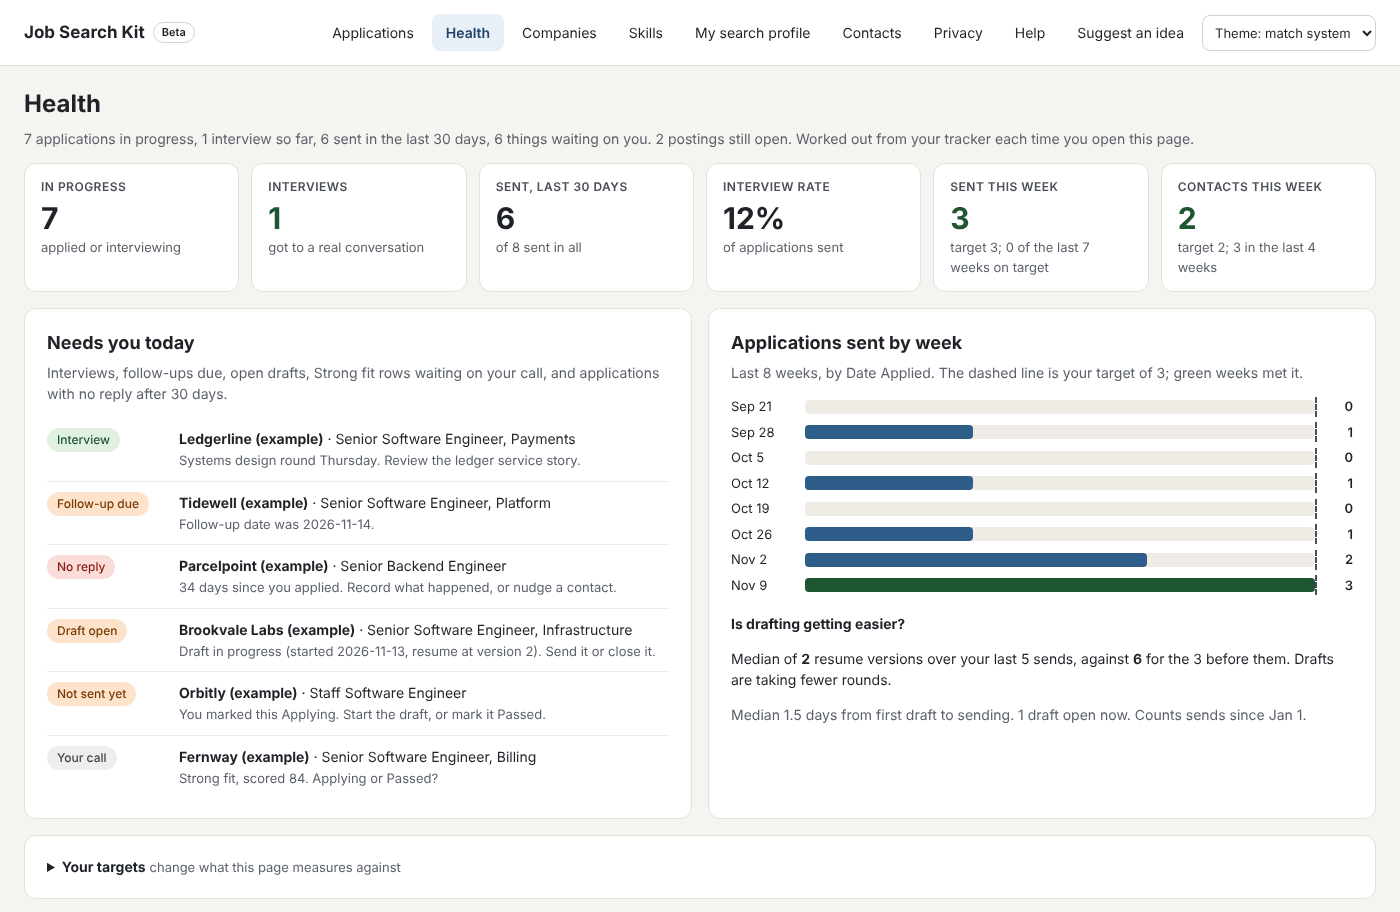 Job Search Kit Beta Applications Health Companies Skills My search profile Contacts Privacy Help Suggest an idea Theme: match system
Health
7 applications in progress, 1 interview so far, 6 sent in the last 30 days, 6 things waiting on you. 2 postings still open. Worked out from your tracker each time you open this page.
IN PROGRESS
7
applied or interviewing
INTERVIEWS
1
got to a real conversation
SENT, LAST 30 DAYS
6
of 8 sent in all
INTERVIEW RATE
12%
of applications sent
SENT THIS WEEK
3
target 3; 0 of the last 7
weeks on target
CONTACTS THIS WEEK
2
target 2; 3 in the last 4
weeks
Needs you today
Interviews, follow-ups due, open drafts, Strong fit rows waiting on your call, and applications
with no reply after 30 days.
Interview Ledgerline (example) · Senior Software Engineer, Payments
Systems design round Thursday. Review the ledger service story.
Follow-up due Tidewell (example) · Senior Software Engineer, Platform
Follow-up date was 2026-11-14.
No reply Parcelpoint (example) · Senior Backend Engineer
34 days since you applied. Record what happened, or nudge a contact.
Draft open Brookvale Labs (example) · Senior Software Engineer, Infrastructure
Draft in progress (started 2026-11-13, resume at version 2). Send it or close it.
Not sent yet Orbitly (example) · Staff Software Engineer
You marked this Applying. Start the draft, or mark it Passed.
Your call Fernway (example) · Senior Software Engineer, Billing
Strong fit, scored 84. Applying or Passed?
Applications sent by week
Last 8 weeks, by Date Applied. The dashed line is your target of 3; green weeks met it.
Sep 21 0
Sep 28 1
Oct 5 0
Oct 12 1
Oct 19 0
Oct 26 1
Nov 2 2
Nov 9 3
Is drafting getting easier?
Median of 2 resume versions over your last 5 sends, against 6 for the 3 before them. Drafts
are taking fewer rounds.
Median 1.5 days from first draft to sending. 1 draft open now. Counts sends since Jan 1.
Your targets change what this page measures against